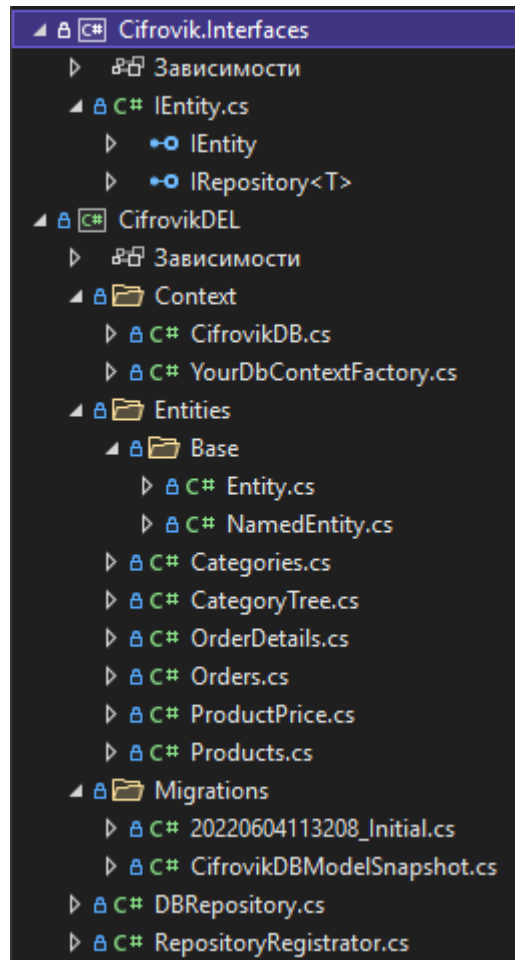 C# Cifrovik.Interfaces
Зависимости
C# IEntity.cs
IEntity
IRepository<T>
C# CifrovikDEL
Зависимости
Context
C# CifrovikDB.cs
C# YourDbContextFactory.cs
Entities
Base
C# Entity.cs
C# NamedEntity.cs
C# Categories.cs
C# CategoryTree.cs
C# OrderDetails.cs
C# Orders.cs
C# ProductPrice.cs
C# Products.cs
Migrations
C# 20220604113208_Initial.cs
C# CifrovikDBModelSnapshot.cs
C# DBRepository.cs
C# RepositoryRegistrator.cs